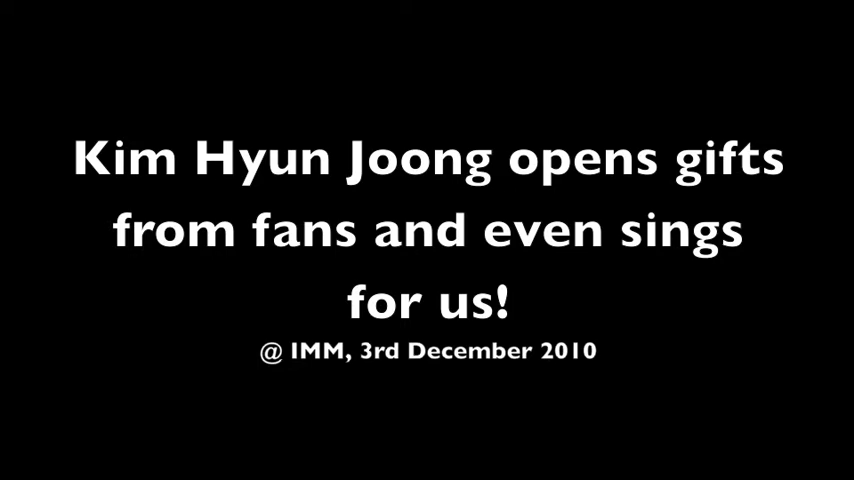 Kim Hyun Joong opens gifts
from fans and even sings
for us!
@ IMM, 3rd December 2010